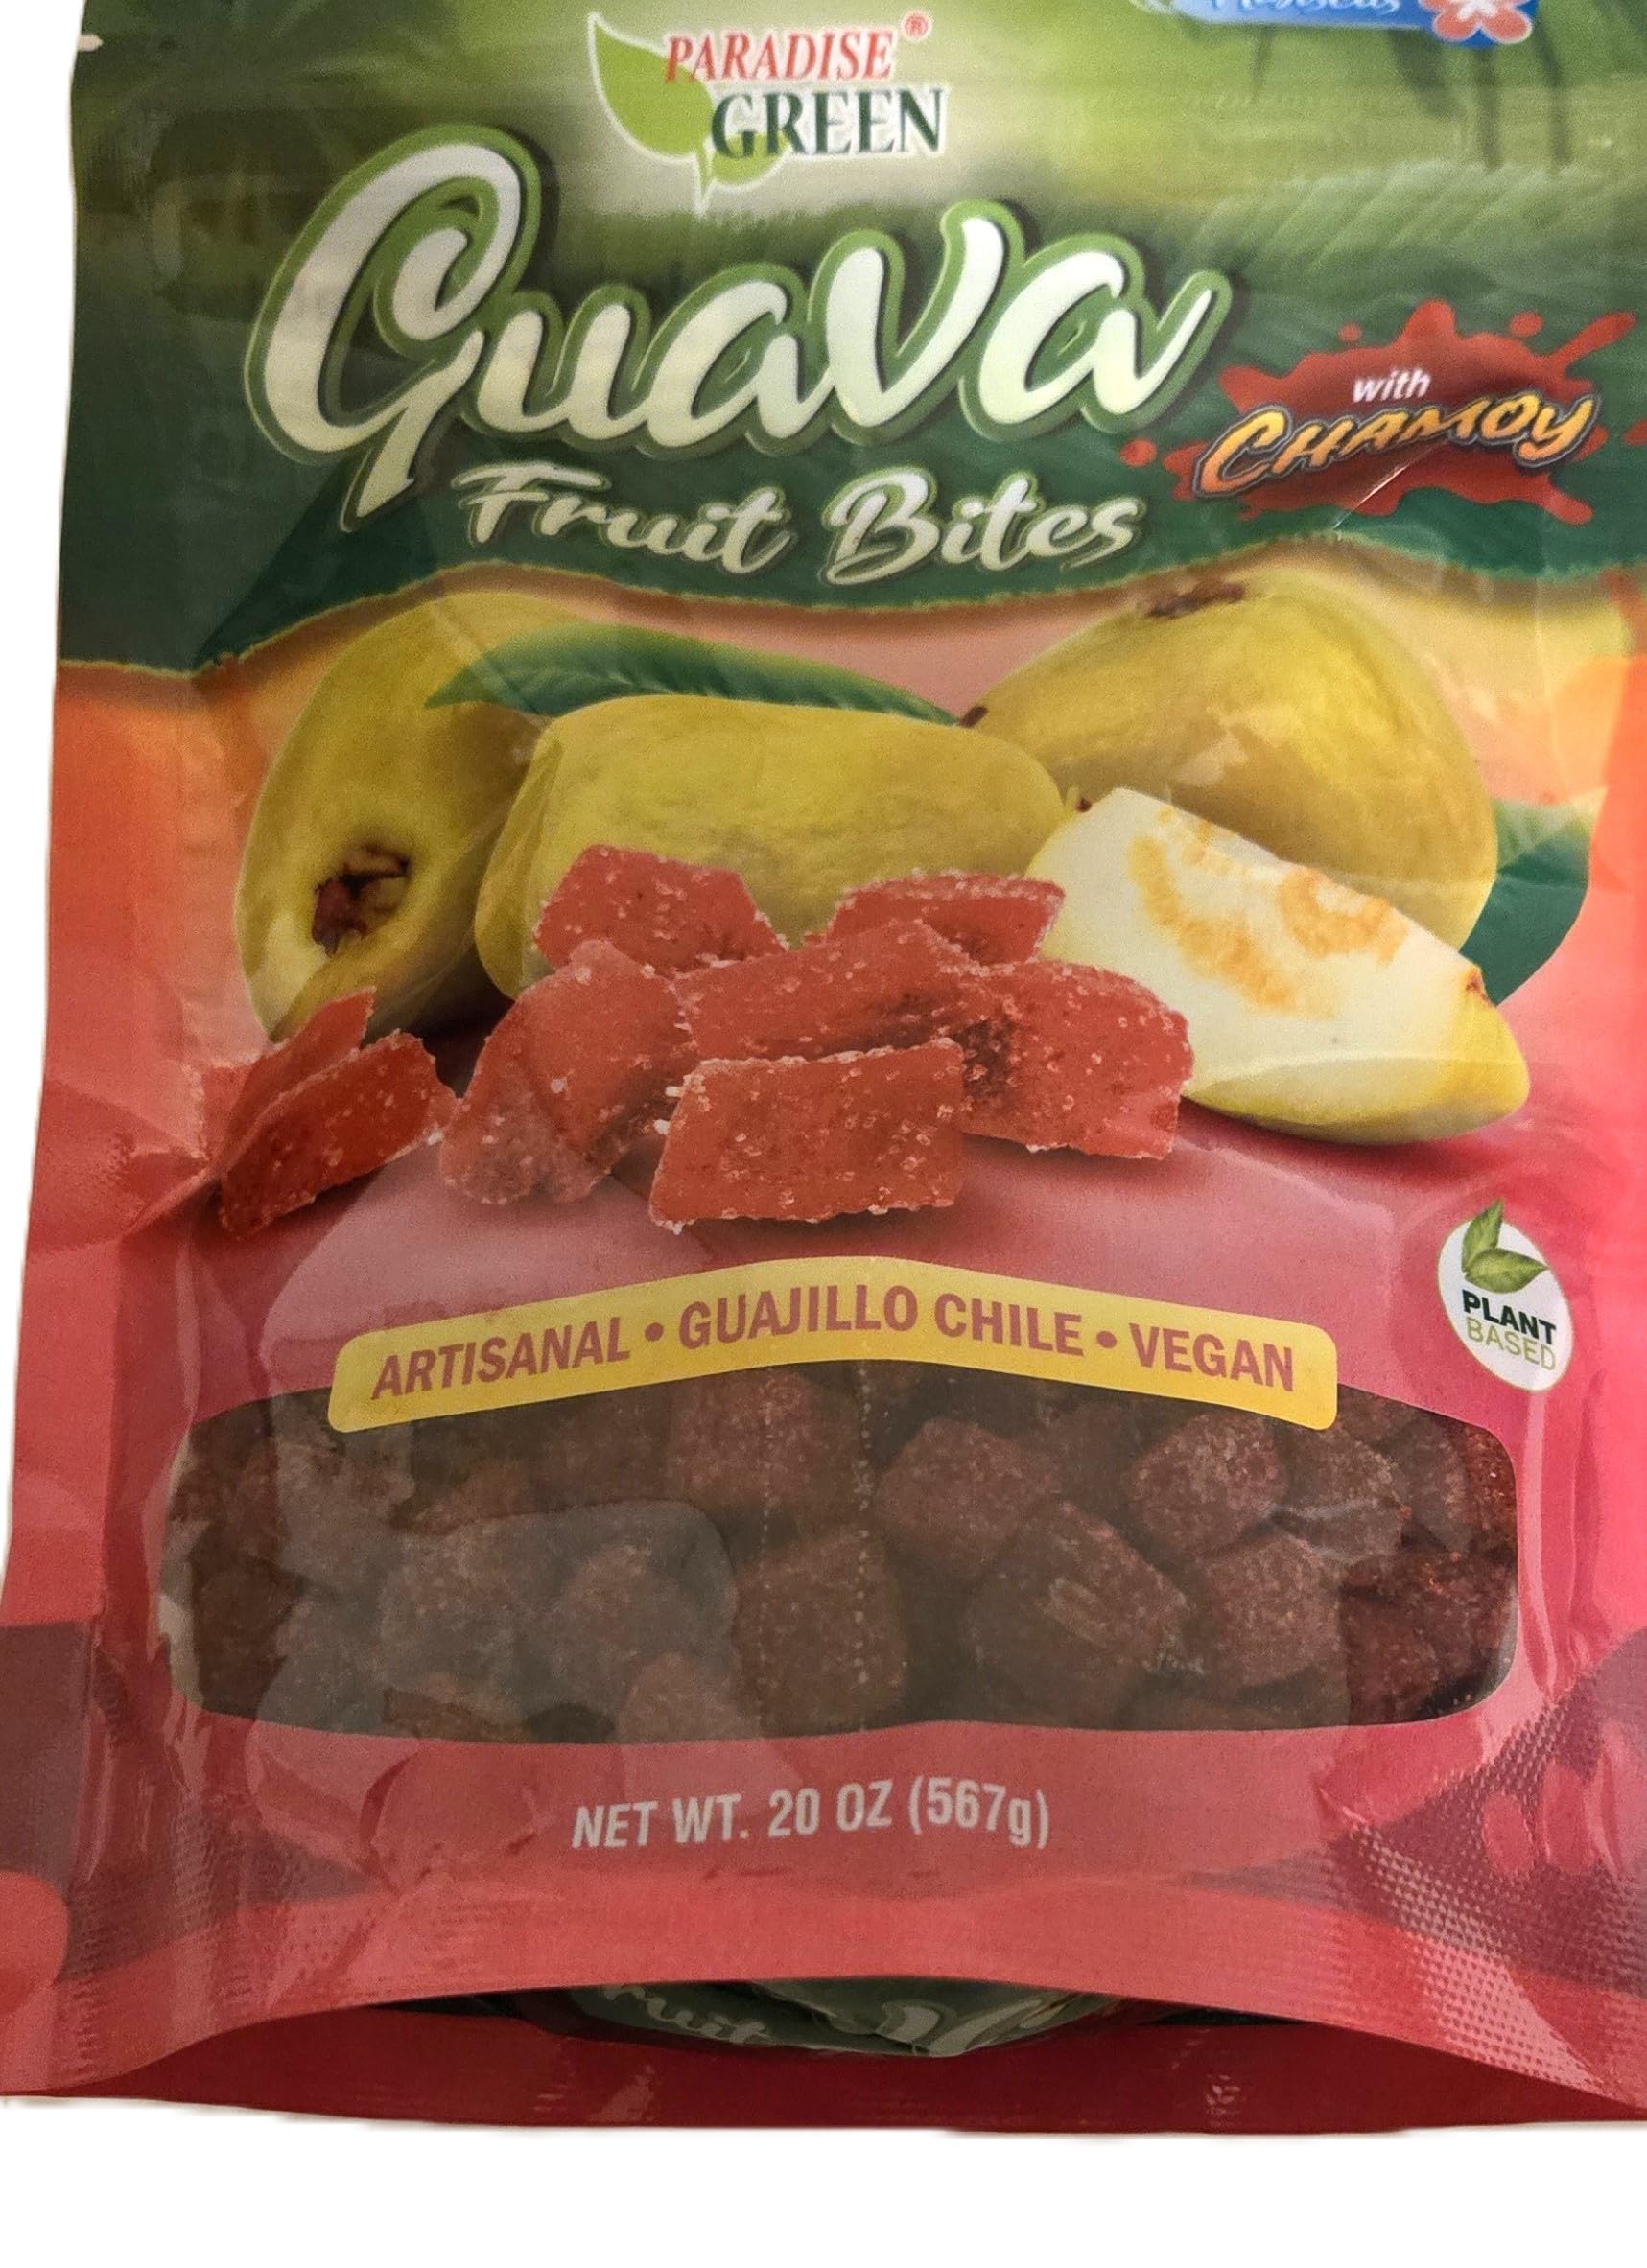 PARADISE®
GREEN
Guava
Fruit Bites
with
CHAMOY
ARTISANAL • GUAJILLO CHILE • VEGAN
PLANT
BASED
NET WT. 20 OZ (567g)